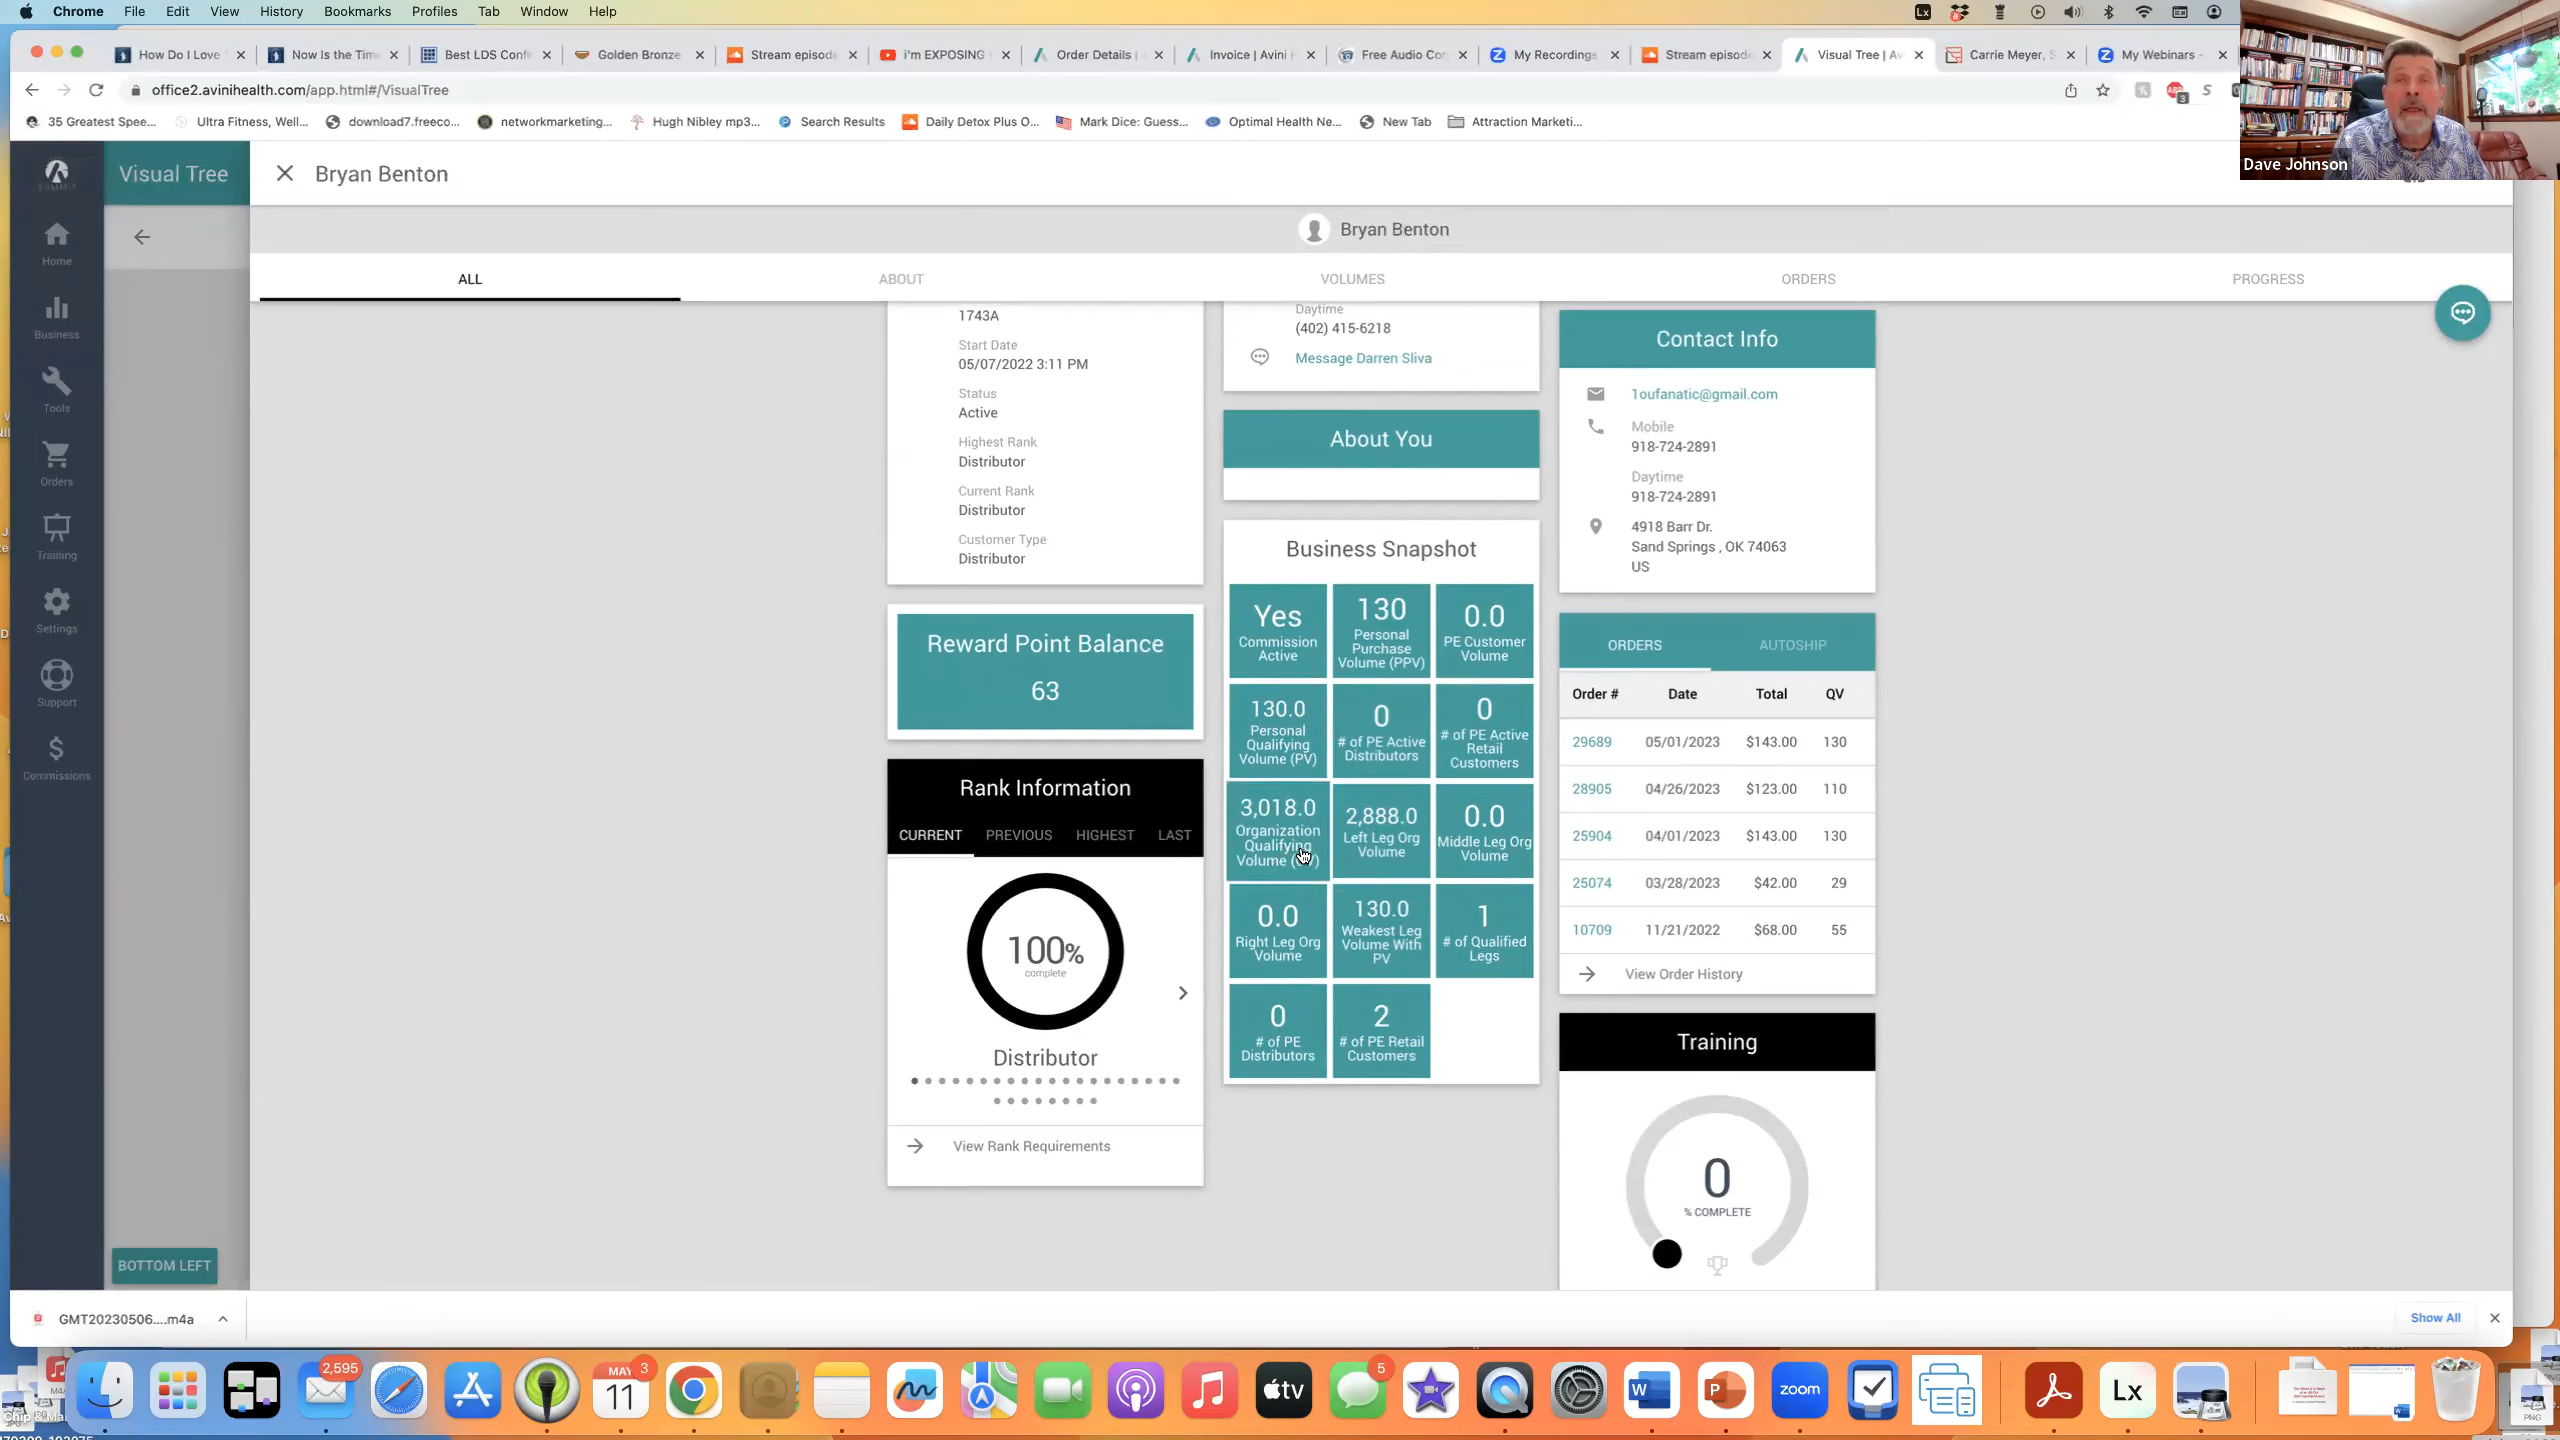 Chrome File Edit View History Bookmarks Profiles Tab Window Help
How Do I Love
Now Is the Tim
Best LDS Conf
Golden Bronze
Stream episod
i'm EXPOSING
Order Details |
Invoice | Avini
Free Audio Co
My Recordings
Stream episod
Visual Tree | A
Carrie Meyer, S
My Webinars -
office2.avinihealth.com/app.html#/VisualTree
35 Greatest Spee...
Ultra Fitness, Well...
download7.freeco...
networkmarketing...
Hugh Nibley mp3...
Search Results
Daily Detox Plus O...
Mark Dice: Guess...
Optimal Health Ne...
New Tab
Attraction Marketi...
Dave Johnson
Visual Tree
Bryan Benton
Bryan Benton
ALL
ABOUT
VOLUMES
ORDERS
PROGRESS
Home
Business
Tools
Orders
Training
Settings
Support
Commissions
BOTTOM LEFT
1743A
Start Date
05/07/2022 3:11 PM
Status
Active
Highest Rank
Distributor
Current Rank
Distributor
Customer Type
Distributor
Reward Point Balance
63
Rank Information
CURRENT PREVIOUS HIGHEST LAST
100%
complete
Distributor
View Rank Requirements
Daytime
(402) 415-6218
Message Darren Sliva
About You
Business Snapshot
Yes
Commission
Active
130
Personal
Purchase
Volume (PPV)
0.0
PE Customer
Volume
130.0
Personal
Qualifying
Volume (PV)
0
# of PE Active
Distributors
0
# of PE Active
Retail
Customers
3,018.0
Organization
Qualifying
Volume
2,888.0
Left Leg Org
Volume
0.0
Middle Leg Org
Volume
0.0
Right Leg Org
Volume
130.0
Weakest Leg
Volume With
PV
1
# of Qualified
Legs
0
# of PE
Distributors
2
# of PE Retail
Customers
Contact Info
1oufanatic@gmail.com
Mobile
918-724-2891
Daytime
918-724-2891
4918 Barr Dr.
Sand Springs , OK 74063
US
ORDERS AUTOSHIP
Order # Date Total QV
29689 05/01/2023 $143.00 130
28905 04/26/2023 $123.00 110
25904 04/01/2023 $143.00 130
25074 03/28/2023 $42.00 29
10709 11/21/2022 $68.00 55
View Order History
Training
0
% COMPLETE
GMT20230506....m4a
Show All
2,595
MAY 3
11
tv
5
zoom
Lx
PNG